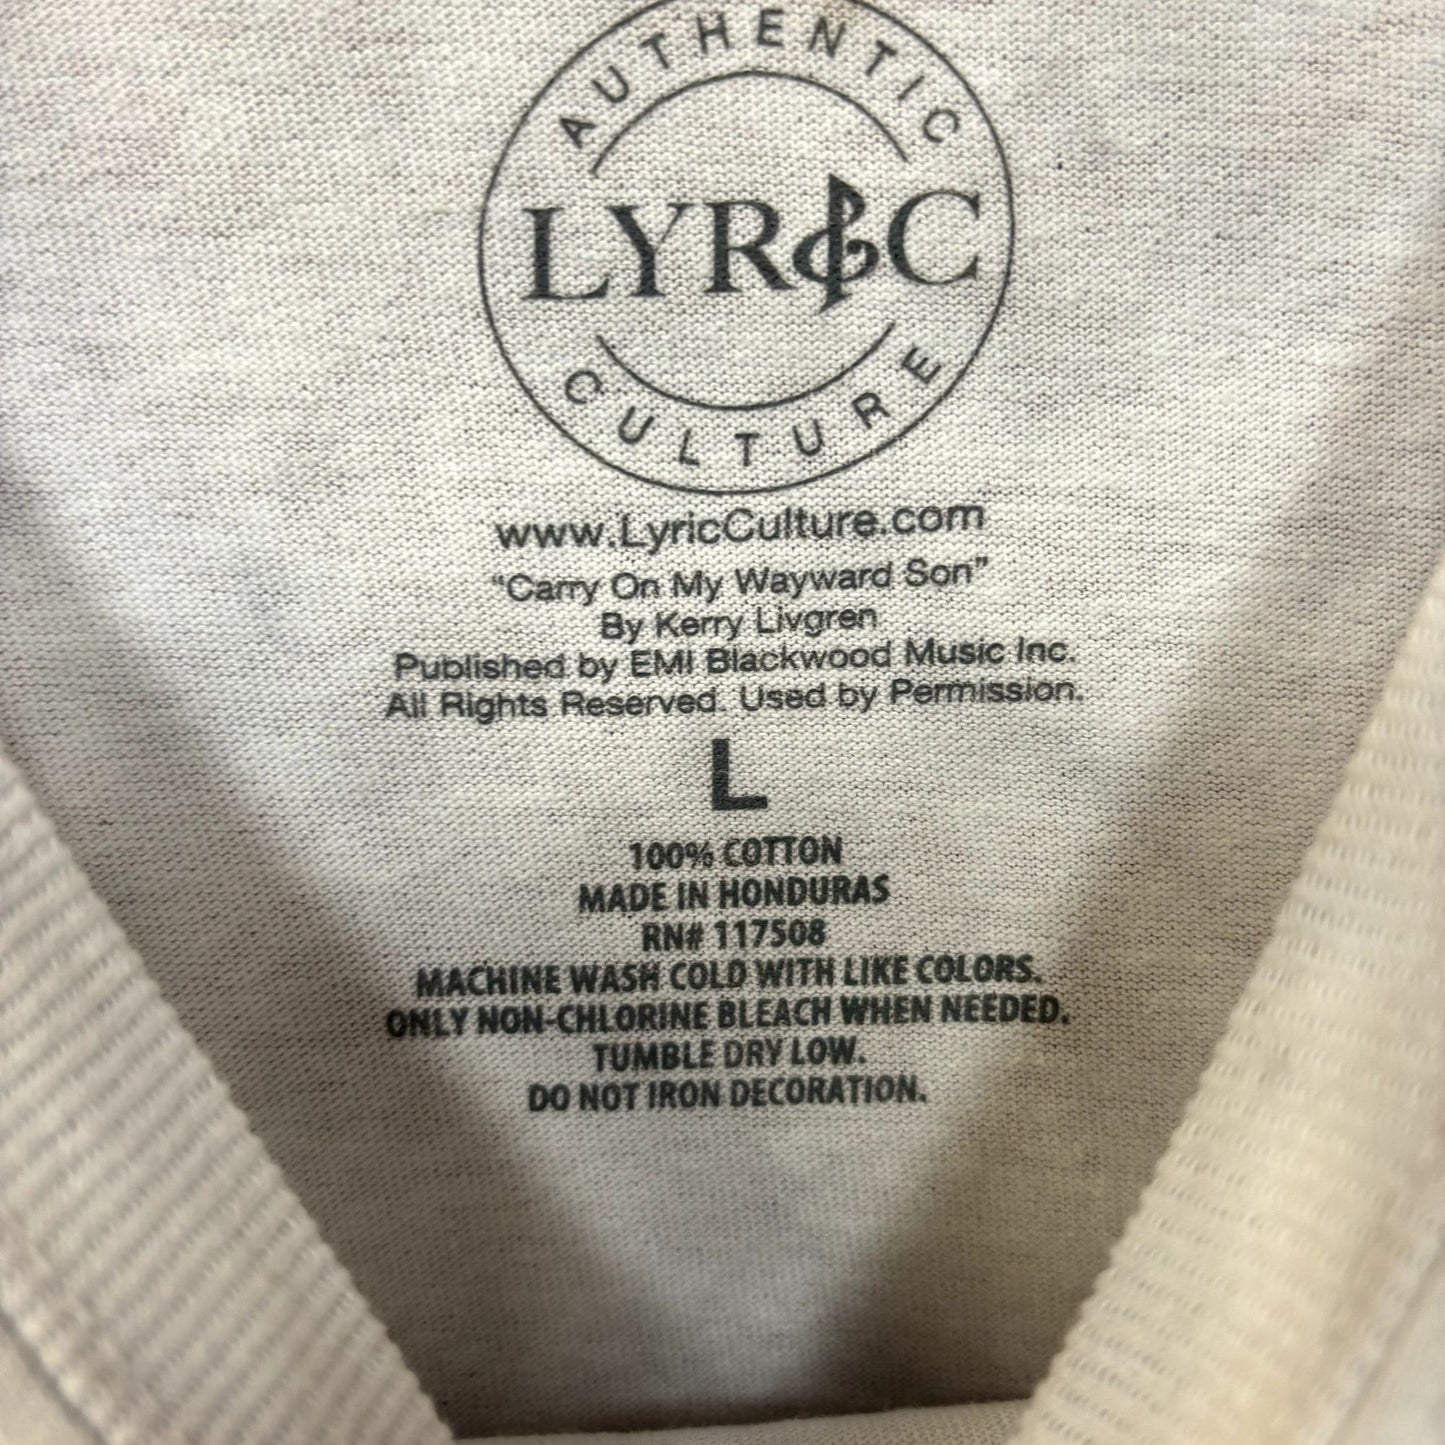 AUTHENTIC
LYRIC
CULTURE
www.LyricCulture.com
“Carry On My Wayward Son”
By Kerry Livgren
Published by EMI Blackwood Music Inc.
All Rights Reserved. Used by Permission.
L
100% COTTON
MADE IN HONDURAS
RN# 117508
MACHINE WASH COLD WITH LIKE COLORS.
ONLY NON-CHLORINE BLEACH WHEN NEEDED.
TUMBLE DRY LOW.
DO NOT IRON DECORATION.